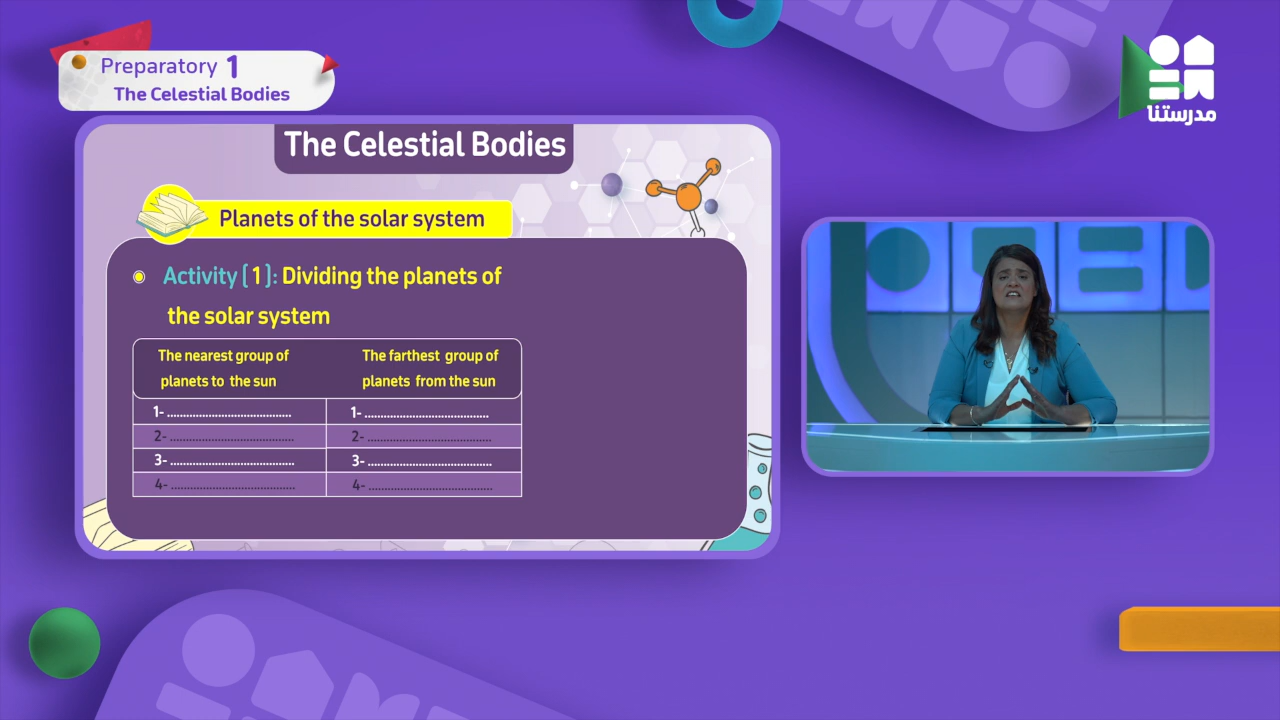 Preparatory 1
The Celestial Bodies
مدرستنا
The Celestial Bodies
Planets of the solar system
Activity (1): Dividing the planets of
the solar system
The nearest group of
planets to the sun
The farthest group of
planets from the sun
1- ...................................... 1- ......................................
2- ...................................... 2- ......................................
3- ...................................... 3- ......................................
4- ...................................... 4- ......................................